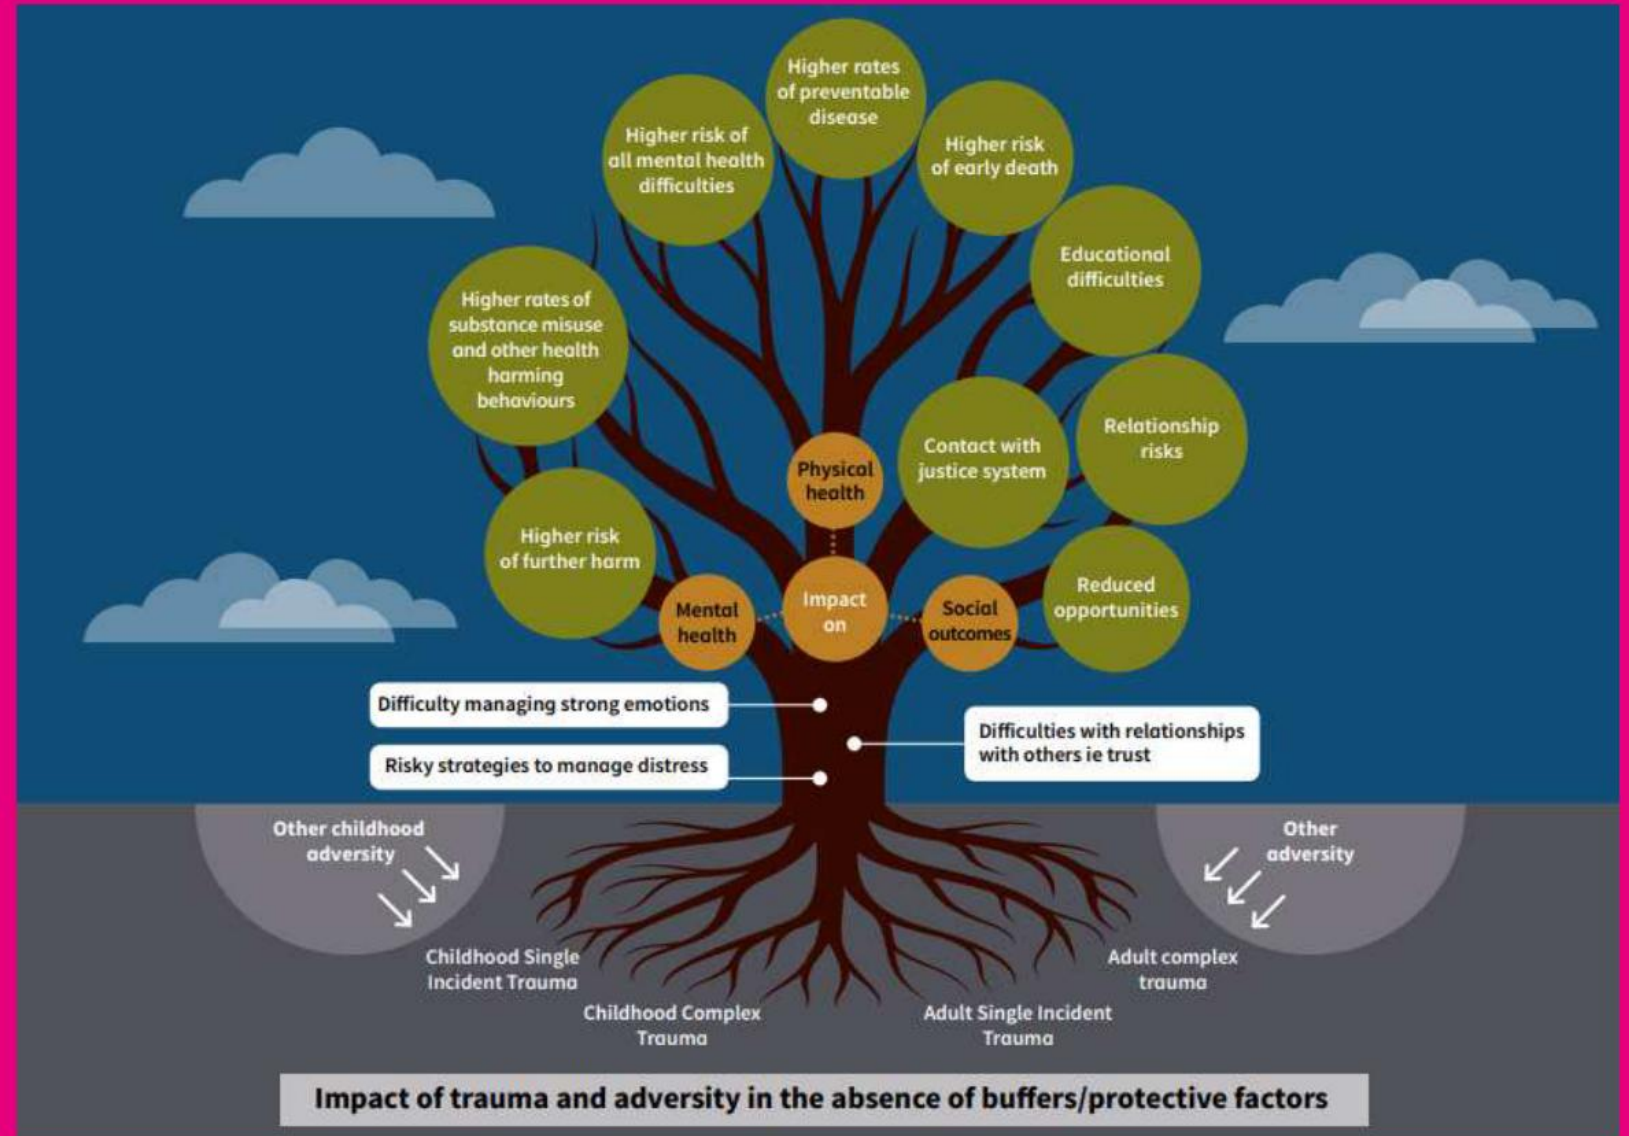 Higher rates
of preventable
disease
Higher risk of
all mental health
difficulties
Higher risk
of early death
Educational
difficulties
Higher rates of
substance misuse
and other health
harming
behaviours
Relationship
risks
Contact with
justice system
Physical
health
Higher risk
of further harm
Reduced
opportunities
Mental
health
Impact
on
Social
outcomes
Difficulty managing strong emotions
Difficulties with relationships
with others ie trust
Risky strategies to manage distress
Other childhood
adversity
Other
adversity
Childhood Single
Incident Trauma
Adult complex
trauma
Childhood Complex
Trauma
Adult Single Incident
Trauma
Impact of trauma and adversity in the absence of buffers/protective factors